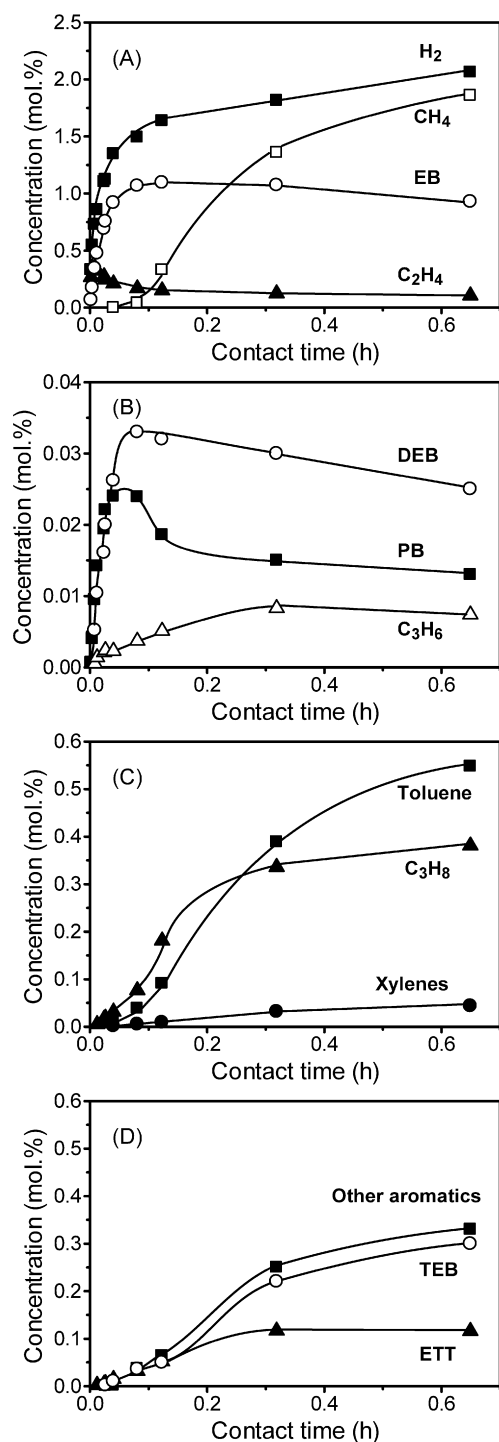 (A)
Concentration (mol.%)
2.5
2.0
1.5
1.0
0.5
0.0
H2
CH4
EB
C2H4
0.0 0.2 0.4 0.6
Contact time (h)
(B)
Concentration (mol.%)
0.04
0.03
0.02
0.01
0.00
DEB
PB
C3H6
0.0 0.2 0.4 0.6
Contact time (h)
(C)
Concentration (mol.%)
0.6
0.5
0.4
0.3
0.2
0.1
0.0
Toluene
C3H8
Xylenes
0.0 0.2 0.4 0.6
Contact time (h)
(D)
Concentration (mol.%)
0.6
0.5
0.4
0.3
0.2
0.1
0.0
Other aromatics
TEB
ETT
0.0 0.2 0.4 0.6
Contact time (h)